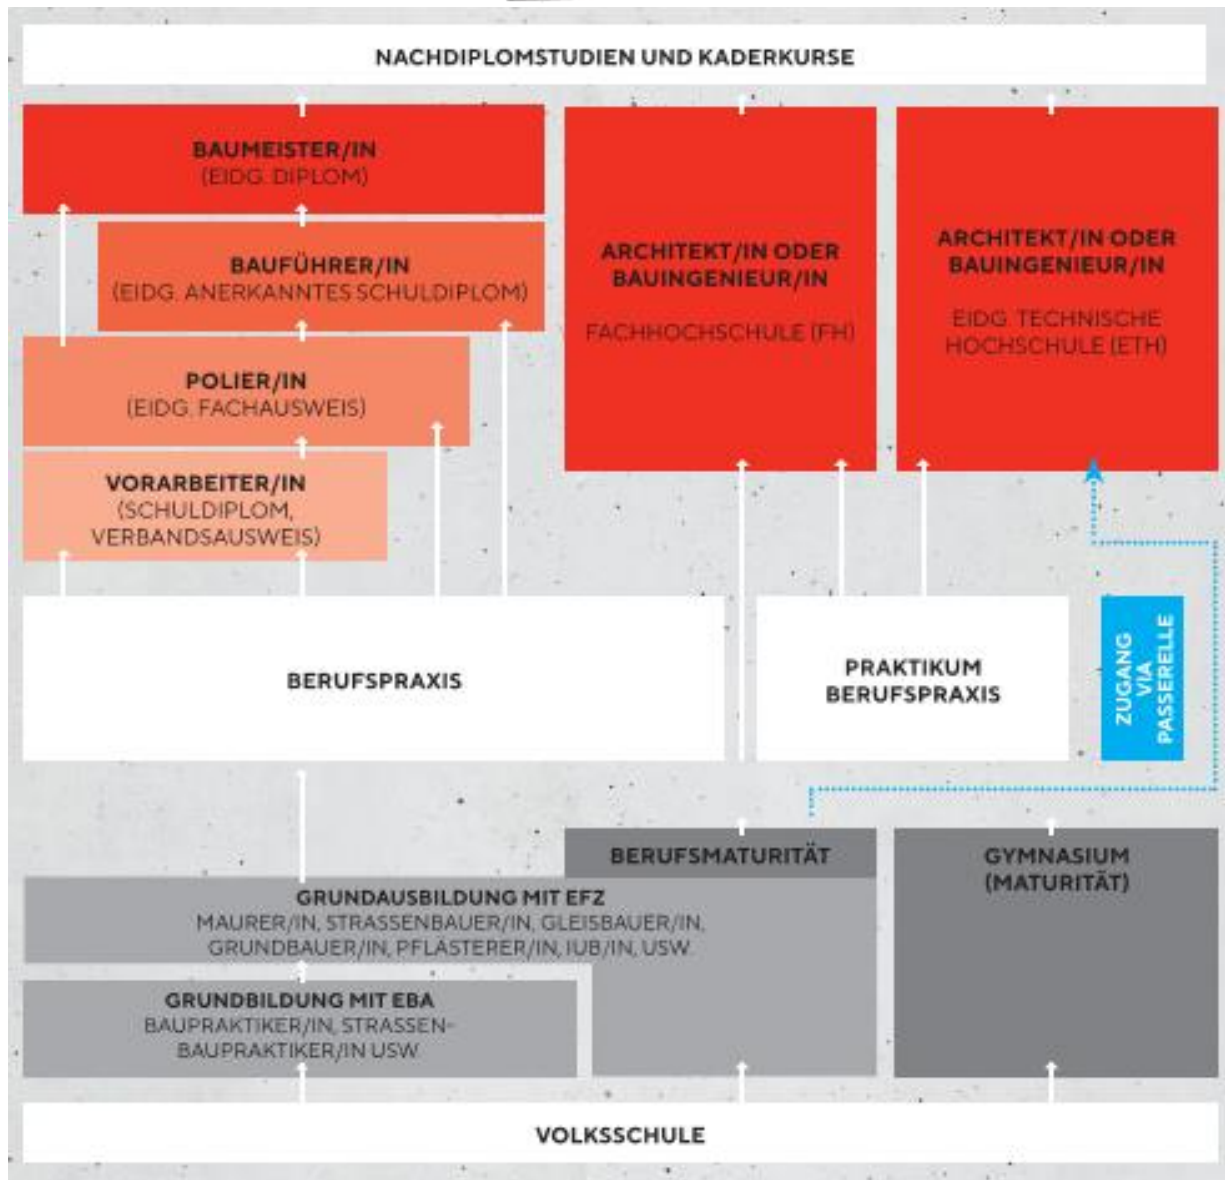 NACHDIPLOMSTUDIEN UND KADERKURSE
BAUMEISTER/IN
(EIDG. DIPLOM)
BAUFÜHRER/IN
(EIDG. ANERKANNTES SCHULDIPLOM)
POLIER/IN
(EIDG. FACHAUSWEIS)
VORARBEITER/IN
(SCHULDIPLOM,
VERBANDSAUSWEIS)
ARCHITEKT/IN ODER
BAUINGENIEUR/IN
FACHHOCHSCHULE (FH)
ARCHITEKT/IN ODER
BAUINGENIEUR/IN
EIDG. TECHNISCHE
HOCHSCHULE (ETH)
BERUFSPRAXIS
PRAKTIKUM
BERUFSPRAXIS
ZUGANG
VIA
PASSERELLE
BERUFSMATURITÄT
GYMNASIUM
(MATURITÄT)
GRUNDAUSBILDUNG MIT EFZ
MAURER/IN, STRASSENBAUER/IN, GLEISBAUER/IN,
GRUNDBAUER/IN, PFLÄSTERER/IN, IUB/IN, USW.
GRUNDBILDUNG MIT EBA
BAUPRAKTIKER/IN, STRASSEN-
BAUPRAKTIKER/IN USW.
VOLKSSCHULE